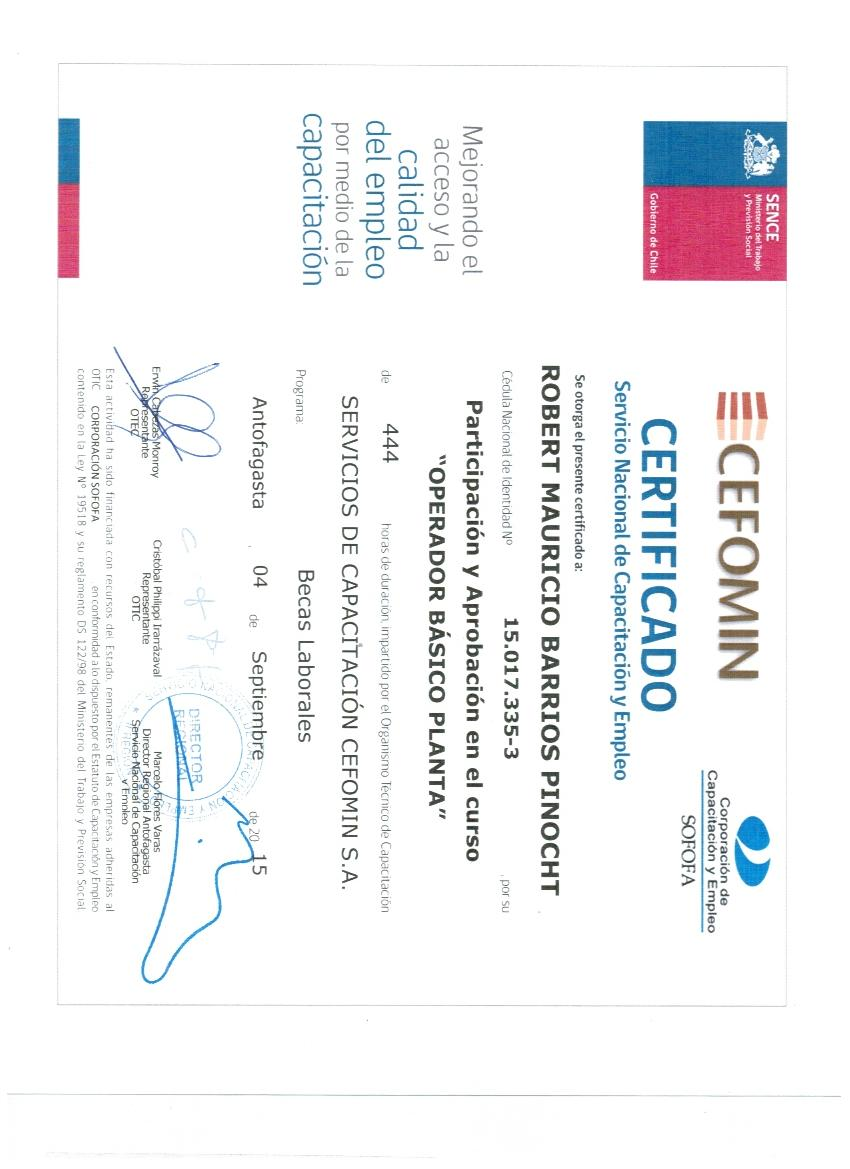 SENCE
Ministerio del Trabajo
y Previsión Social
Gobierno de Chile
CEFOMIN
Corporación de
Capacitación y Empleo
SOFOFA
CERTIFICADO
Servicio Nacional de Capacitación y Empleo
Mejorando el
acceso y la
calidad
del empleo
por medio de la
capacitación
Se otorga el presente certificado a:
ROBERT MAURICIO BARRIOS PINOCHT
Cédula Nacional de Identidad Nº 15.017.335-3 , por su
Participación y Aprobación en el curso
“OPERADOR BÁSICO PLANTA”
de 444 horas de duración, impartido por el Organismo Técnico de Capacitación
SERVICIOS DE CAPACITACIÓN CEFOMIN S.A.
Programa: Becas Laborales
Antofagasta , 04 de Septiembre de 20 15
DIRECTOR
REGIONAL
Erwin Cabezas Monroy
Representante
OTEC
Cristóbal Philippi Irarrázaval
Representante
OTIC
Marcelo Flores Varas
Director Regional Antofagasta
Servicio Nacional de Capacitación
y Empleo
Esta actividad ha sido financiada con recursos del Estado, remanentes de las empresas adheridas al
OTIC CORPORACIÓN SOFOFA en conformidad a lo dispuesto por el Estatuto de Capacitación y Empleo
contenido en la Ley Nº 19518 y su reglamento DS 122/98 del Ministerio del Trabajo y Previsión Social